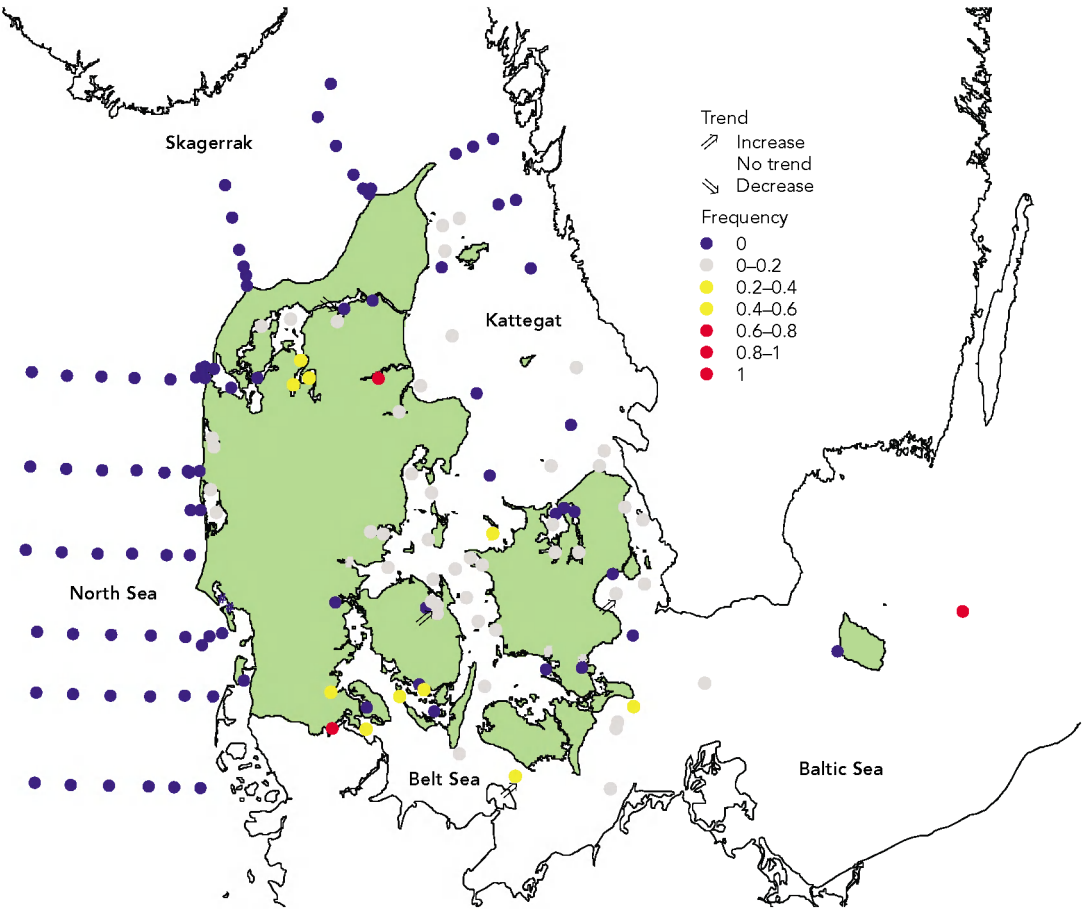 Skagerrak
Trend
Increase
No trend
Decrease
Frequency
0
0–0.2
0.2–0.4
0.4–0.6
0.6–0.8
0.8–1
1
Kattegat
North Sea
Belt Sea
Baltic Sea